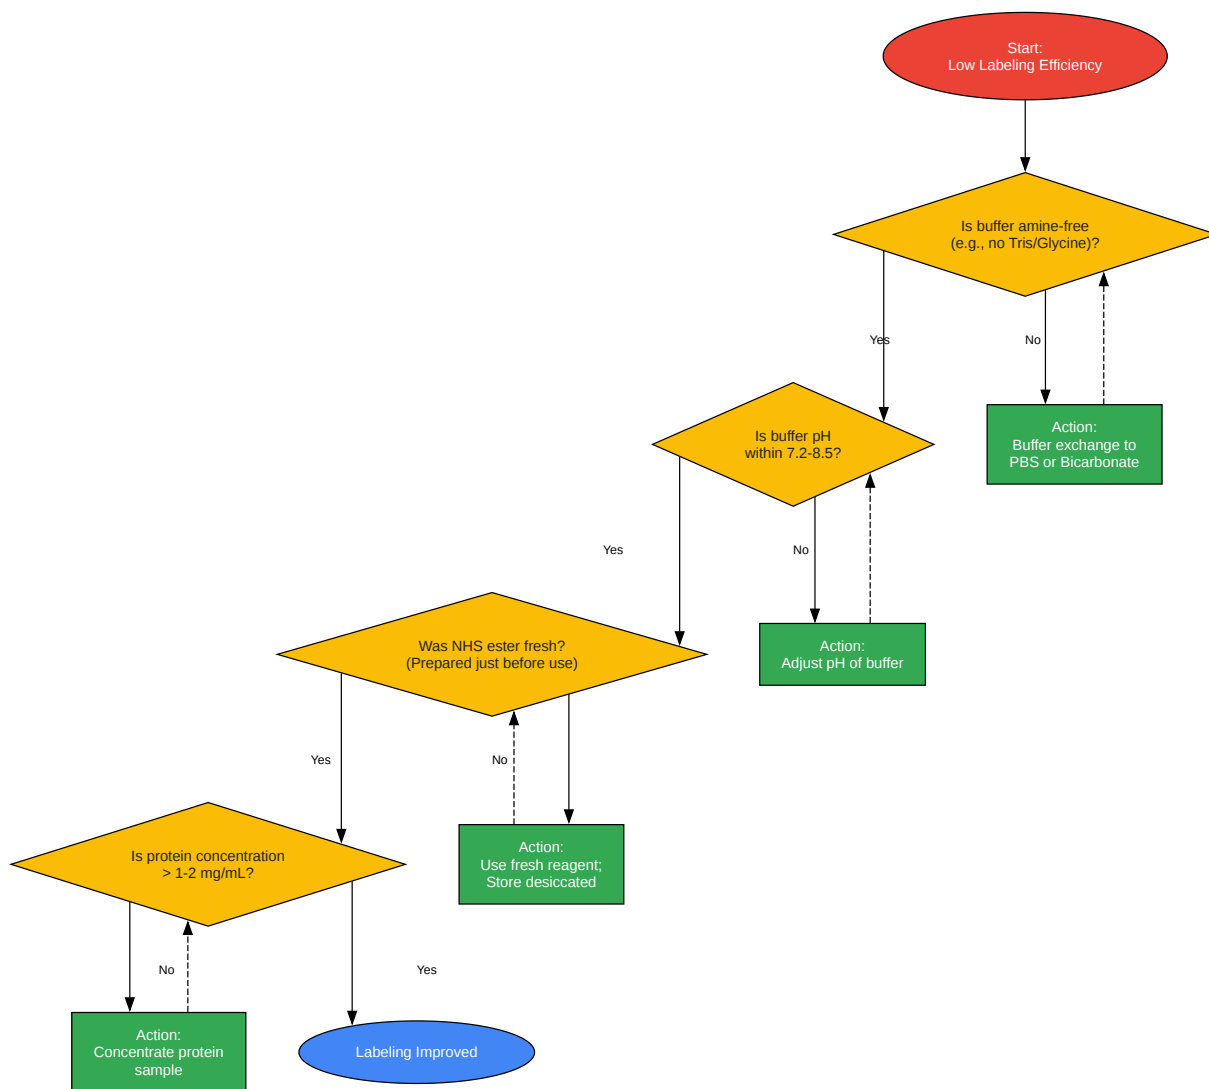 Start:
Low Labeling Efficiency
Is buffer amine-free
(e.g., no Tris/Glycine)?
Yes
No
Action:
Buffer exchange to
PBS or Bicarbonate
Is buffer pH
within 7.2-8.5?
Yes
No
Action:
Adjust pH of buffer
Was NHS ester fresh?
(Prepared just before use)
Yes
No
Action:
Use fresh reagent;
Store desiccated
Is protein concentration
> 1-2 mg/mL?
No
Yes
Action:
Concentrate protein
sample
Labeling Improved